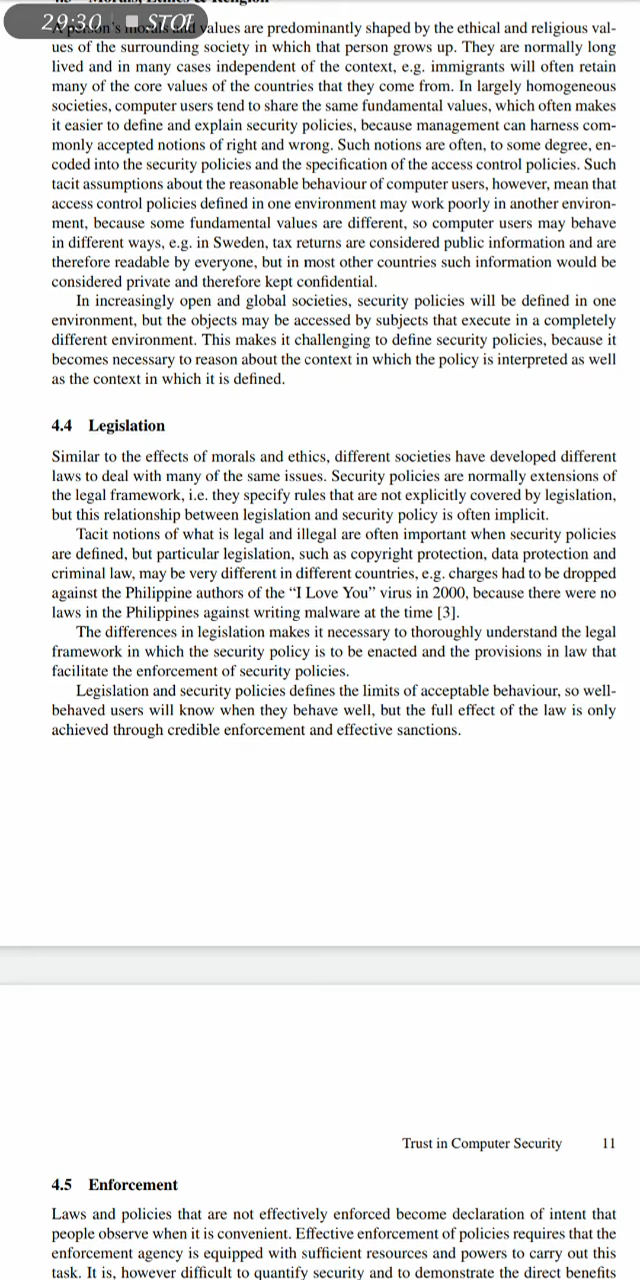 29:30 STOP
values are predominantly shaped by the ethical and religious val-
ues of the surrounding society in which that person grows up. They are normally long
lived and in many cases independent of the context, e.g. immigrants will often retain
many of the core values of the countries that they come from. In largely homogeneous
societies, computer users tend to share the same fundamental values, which often makes
it easier to define and explain security policies, because management can harness com-
monly accepted notions of right and wrong. Such notions are often, to some degree, en-
coded into the security policies and the specification of the access control policies. Such
tacit assumptions about the reasonable behaviour of computer users, however, mean that
access control policies defined in one environment may work poorly in another environ-
ment, because some fundamental values are different, so computer users may behave
in different ways, e.g. in Sweden, tax returns are considered public information and are
therefore readable by everyone, but in most other countries such information would be
considered private and therefore kept confidential.
In increasingly open and global societies, security policies will be defined in one
environment, but the objects may be accessed by subjects that execute in a completely
different environment. This makes it challenging to define security policies, because it
becomes necessary to reason about the context in which the policy is interpreted as well
as the context in which it is defined.
4.4 Legislation
Similar to the effects of morals and ethics, different societies have developed different
laws to deal with many of the same issues. Security policies are normally extensions of
the legal framework, i.e. they specify rules that are not explicitly covered by legislation,
but this relationship between legislation and security policy is often implicit.
Tacit notions of what is legal and illegal are often important when security policies
are defined, but particular legislation, such as copyright protection, data protection and
criminal law, may be very different in different countries, e.g. charges had to be dropped
against the Philippine authors of the “I Love You” virus in 2000, because there were no
laws in the Philippines against writing malware at the time [3].
The differences in legislation makes it necessary to thoroughly understand the legal
framework in which the security policy is to be enacted and the provisions in law that
facilitate the enforcement of security policies.
Legislation and security policies defines the limits of acceptable behaviour, so well-
behaved users will know when they behave well, but the full effect of the law is only
achieved through credible enforcement and effective sanctions.
Trust in Computer Security 11
4.5 Enforcement
Laws and policies that are not effectively enforced become declaration of intent that
people observe when it is convenient. Effective enforcement of policies requires that the
enforcement agency is equipped with sufficient resources and powers to carry out this
task. It is, however difficult to quantify security and to demonstrate the direct benefits